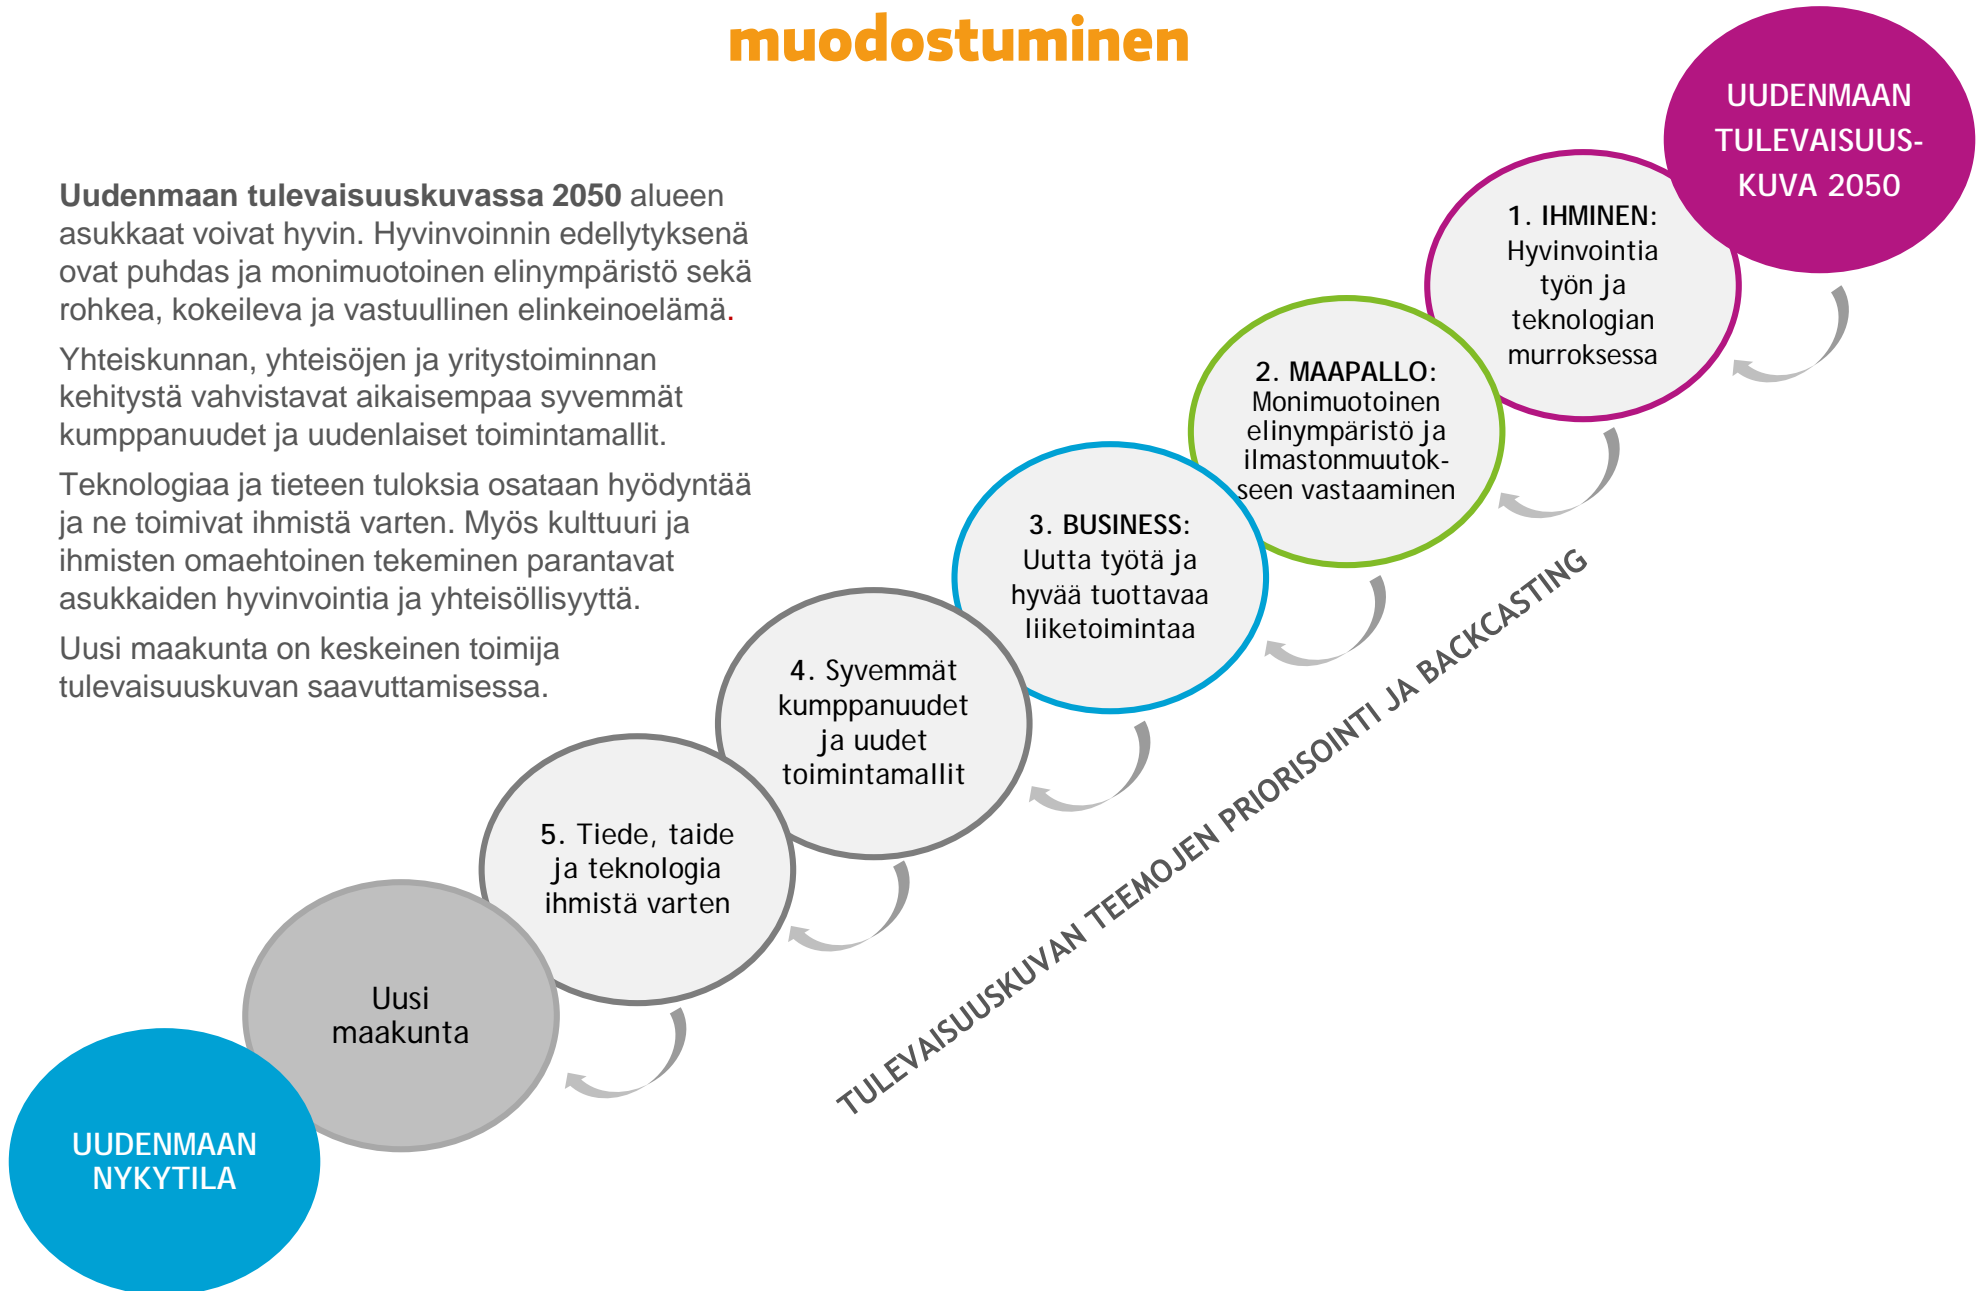 muodostuminen
Uudenmaan tulevaisuuskuvassa 2050 alueen
asukkaat voivat hyvin. Hyvinvoinnin edellytyksenä
ovat puhdas ja monimuotoinen elinympäristö sekä
rohkea, kokeileva ja vastuullinen elinkeinoelämä.
Yhteiskunnan, yhteisöjen ja yritystoiminnan
kehitystä vahvistavat aikaisempaa syvemmät
kumppanuudet ja uudenlaiset toimintamallit.
Teknologiaa ja tieteen tuloksia osataan hyödyntää
ja ne toimivat ihmistä varten. Myös kulttuuri ja
ihmisten omaehtoinen tekeminen parantavat
asukkaiden hyvinvointia ja yhteisöllisyyttä.
Uusi maakunta on keskeinen toimija
tulevaisuuskuvan saavuttamisessa.
UUDENMAAN
TULEVAISUUS-
KUVA 2050
1. IHMINEN:
Hyvinvointia
työn ja
teknologian
murroksessa
2. MAAPALLO:
Monimuotoinen
elinympäristö ja
ilmastonmuutok-
seen vastaaminen
3. BUSINESS:
Uutta työtä ja
hyvää tuottavaa
liiketoimintaa
4. Syvemmät
kumppanuudet
ja uudet
toimintamallit
5. Tiede, taide
ja teknologia
ihmistä varten
Uusi
maakunta
UUDENMAAN
NYKYTILA
TULEVAISUUSKUVAN TEEMOJEN PRIORISOINTI JA BACKCASTING